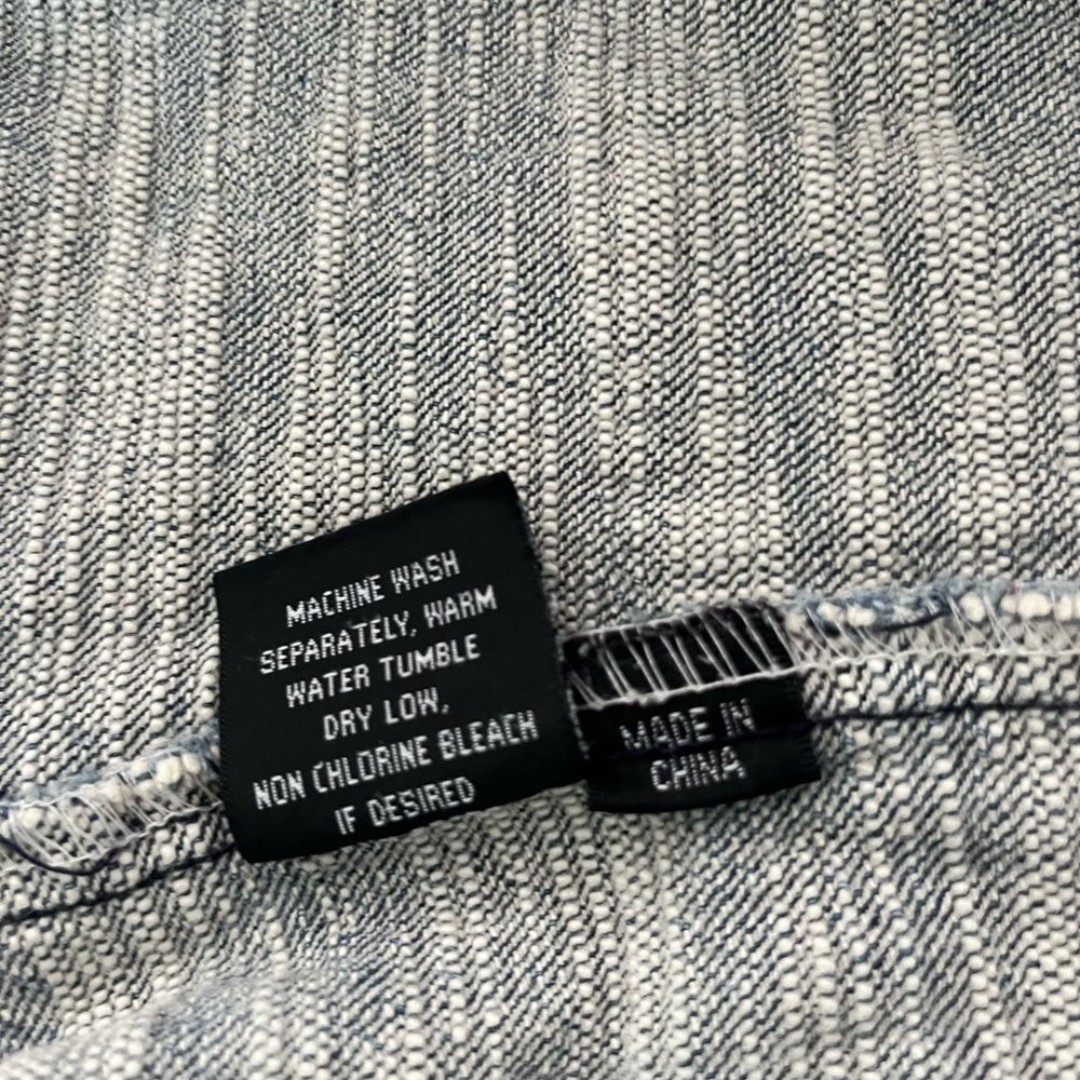 MACHINE WASH
SEPARATELY, WARM
WATER TUMBLE
DRY LOW,
NON CHLORINE BLEACH
IF DESIRED
MADE IN
CHINA